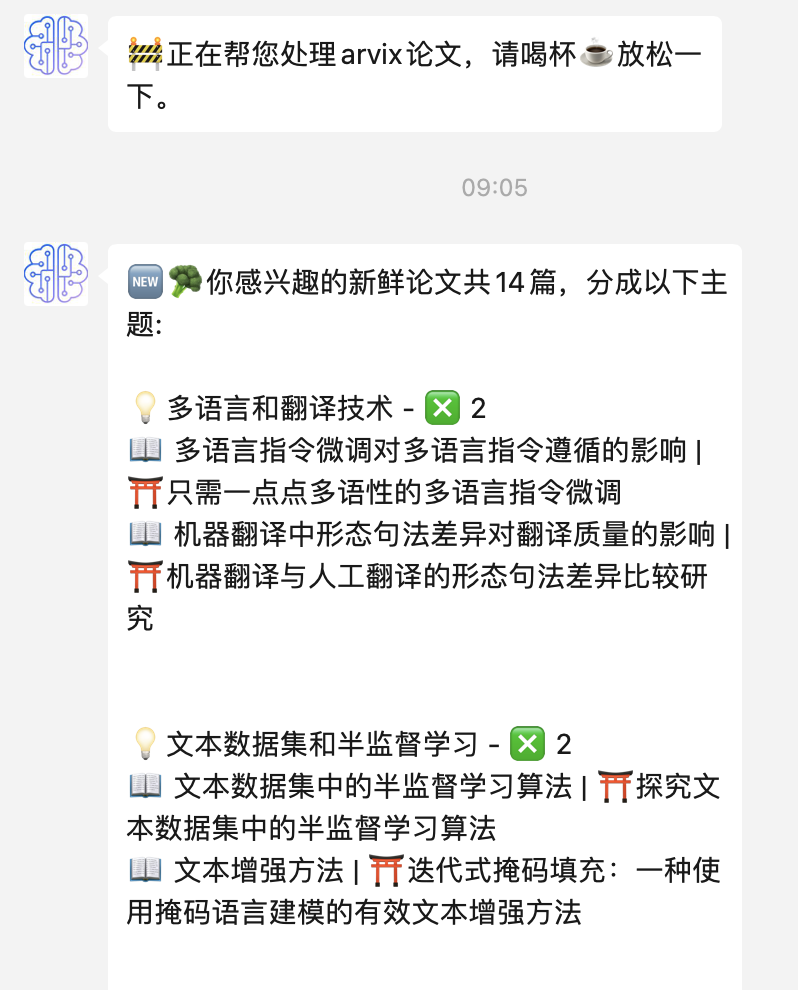 🚧正在帮您处理arvix论文，请喝杯☕放松一
下。
09:05
🆕🥦你感兴趣的新鲜论文共14篇，分成以下主
题:
💡多语言和翻译技术 - ❎ 2
📖 多语言指令微调对多语言指令遵循的影响 |
⛩️只需一点点多语性的多语言指令微调
📖 机器翻译中形态句法差异对翻译质量的影响 |
⛩️机器翻译与人工翻译的形态句法差异比较研
究
💡文本数据集和半监督学习 - ❎ 2
📖 文本数据集中的半监督学习算法 | ⛩️探究文
本数据集中的半监督学习算法
📖 文本增强方法 | ⛩️迭代式掩码填充：一种使
用掩码语言建模的有效文本增强方法